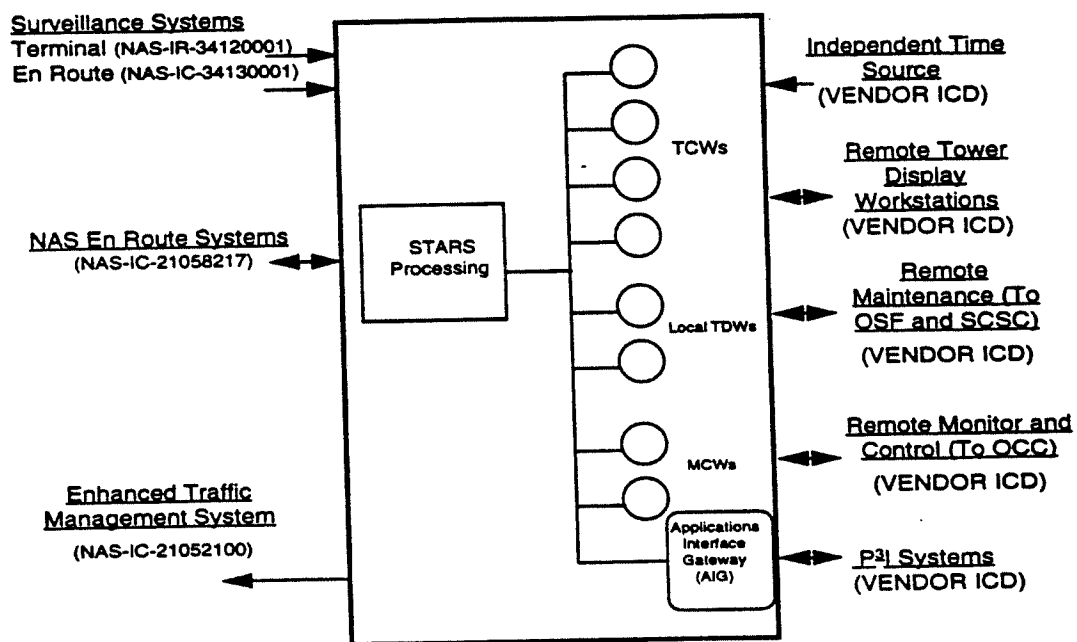 Surveillance Systems
Terminal (NAS-IR-34120001)
En Route (NAS-IC-34130001)
NAS En Route Systems
(NAS-IC-21058217)
Enhanced Traffic
Management System
(NAS-IC-21052100)
STARS
Processing
TCWs
Local TDWs
MCWs
Applications
Interface
Gateway
(AIG)
Independent Time
Source
(VENDOR ICD)
Remote Tower
Display
Workstations
(VENDOR ICD)
Remote
Maintenance (To
OSF and SCSC)
(VENDOR ICD)
Remote Monitor and
Control (To OCC)
(VENDOR ICD)
P³I Systems
(VENDOR ICD)